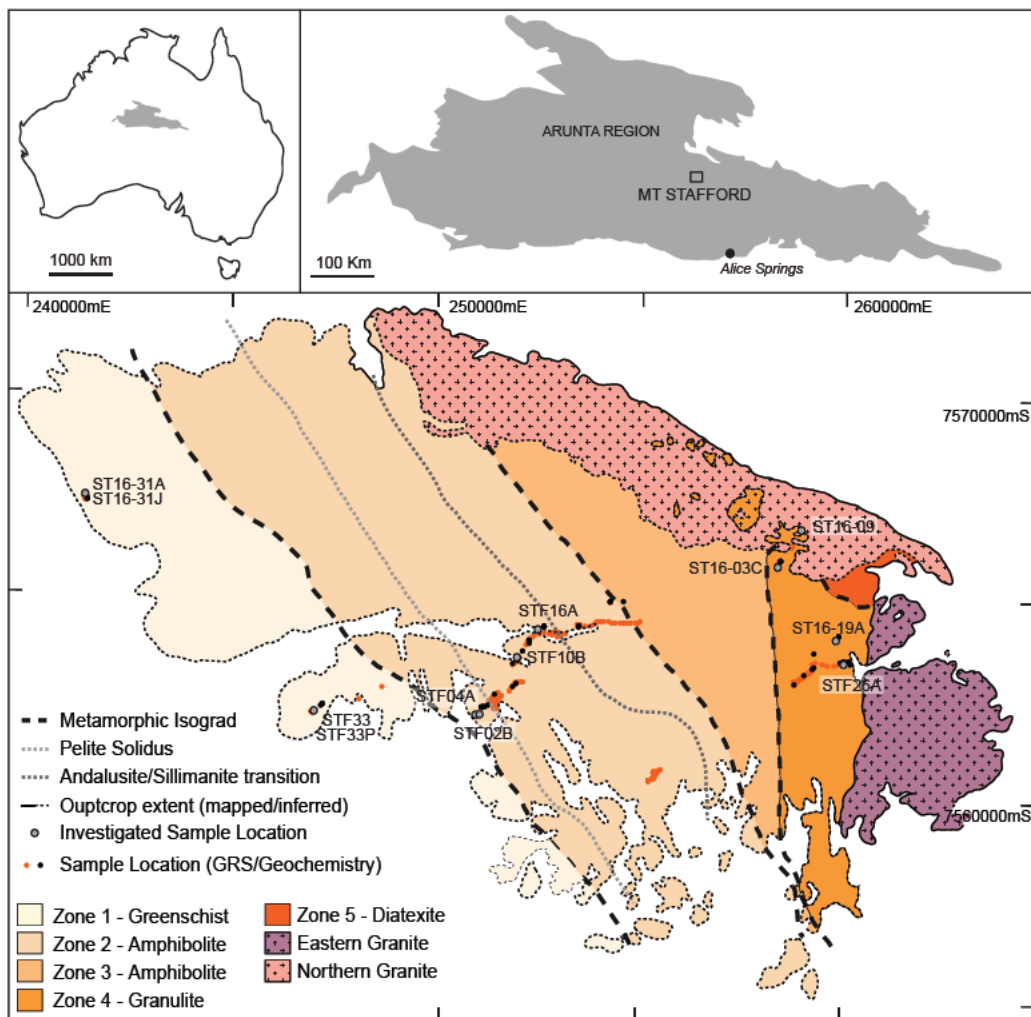 1000 km
ARUNTA REGION
MT STAFFORD
100 Km
Alice Springs
240000mE
250000mE
260000mE
7570000mS
ST16-31A
ST16-31J
ST16-09
ST16-03C
STF16A
ST16-19A
STF10B
STF04A
STF26A
STF33
STF33P
STF02B
7560000mS
Metamorphic Isograd
Pelite Solidus
Andalusite/Sillimanite transition
Ouptcrop extent (mapped/inferred)
Investigated Sample Location
Sample Location (GRS/Geochemistry)
Zone 1 - Greenschist
Zone 2 - Amphibolite
Zone 3 - Amphibolite
Zone 4 - Granulite
Zone 5 - Diatexite
Eastern Granite
Northern Granite